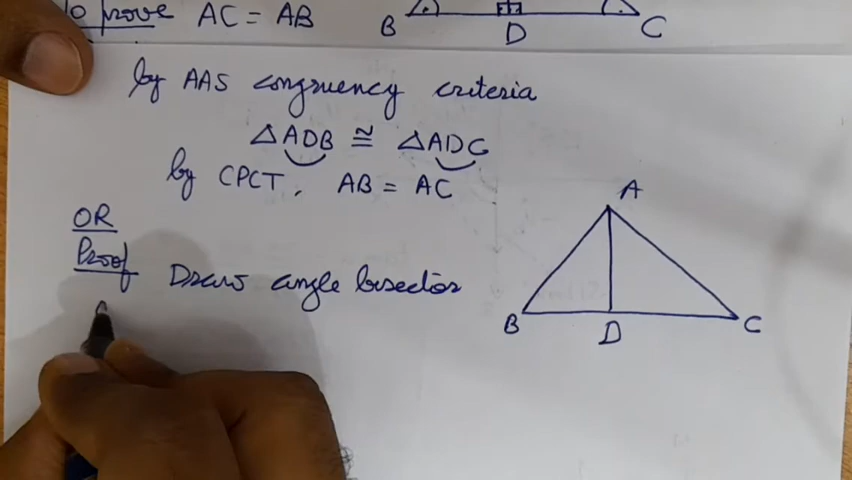 To prove AC = AB
B D C
by AAS congruency criteria
△ADB ≅ △ADC
by CPCT, AB = AC
OR
Proof Draw angle bisector
A
B D C